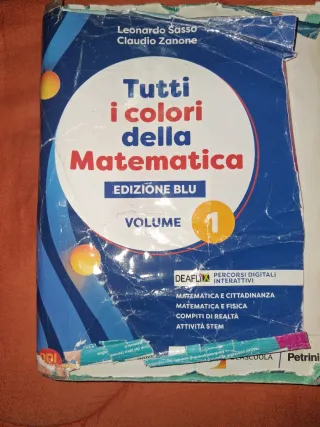 Leonardo Sasso
Claudio Zanone
Tutti
i colori
della
Matematica
EDIZIONE BLU
VOLUME 1
DEAFLIX PERCORSI DIGITALI
INTERATTIVI
MATEMATICA E CITTADINANZA
MATEMATICA E FISICA
COMPITI DI REALTÀ
ATTIVITÀ STEM
Petrini